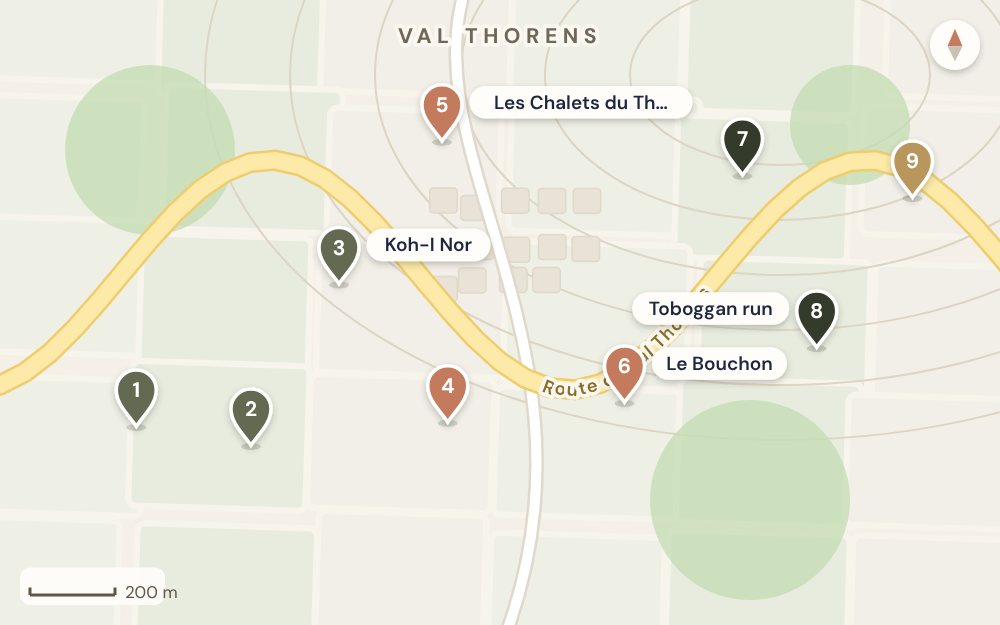 VAL THORENS
5
Les Chalets du Th...
7
9
3
Koh-I Nor
Toboggan run
8
6
Le Bouchon
Route
1
2
4
200 m